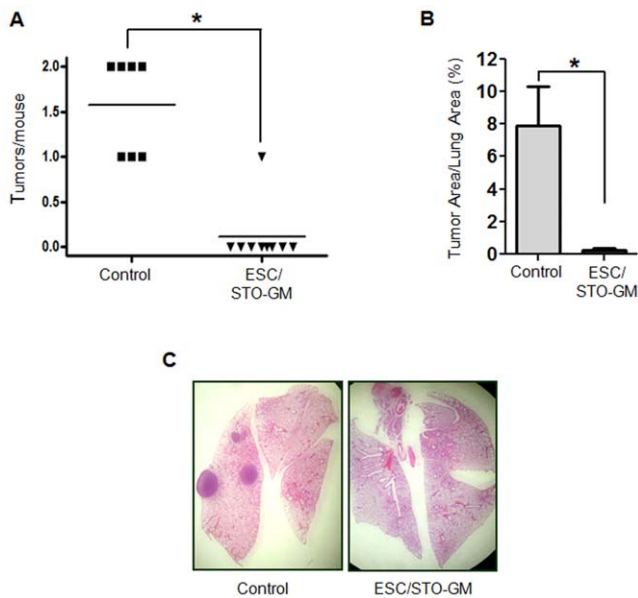 A
*
Tumors/mouse
2.0
1.5
1.0
0.5
0.0
Control
ESC/
STO-GM
B
*
Tumor Area/Lung Area (%)
12
10
8
6
4
2
0
Control
ESC/
STO-GM
C
Control
ESC/STO-GM